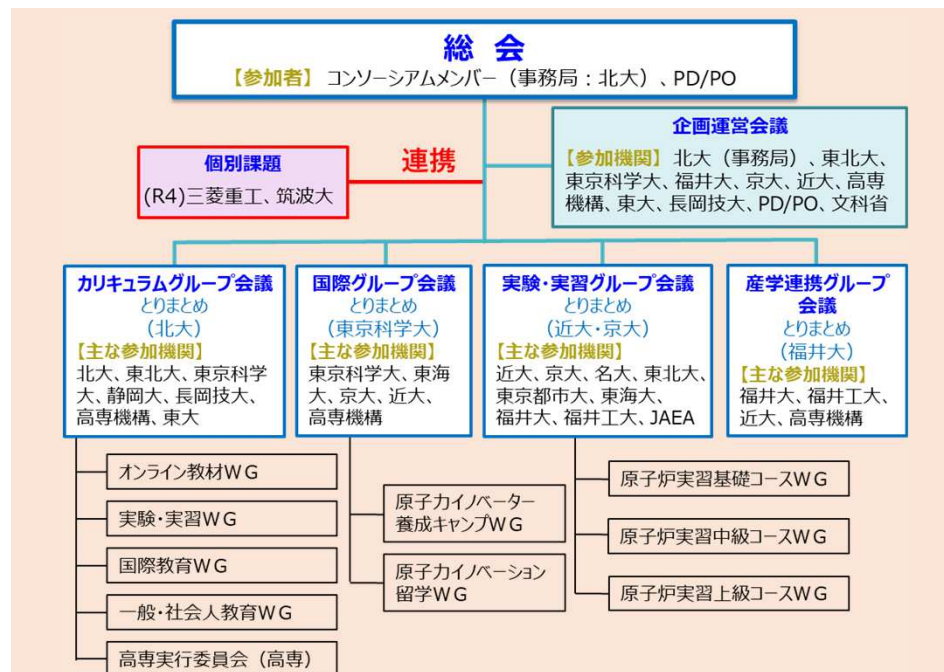 総 会
【参加者】 コンソーシアムメンバー（事務局：北大）、PD/PO
企画運営会議
【参加機関】 北大（事務局）、東北大、
東京科学大、福井大、京大、近大、高専
機構、東大、長岡技大、PD/PO、文科省
個別課題
(R4)三菱重工、筑波大
連携
カリキュラムグループ会議
とりまとめ
（北大）
【主な参加機関】
北大、東北大、東京科学
大、静岡大、長岡技大、
高専機構、東大
オンライン教材ＷＧ
実験・実習ＷＧ
国際教育ＷＧ
一般・社会人教育ＷＧ
高専実行委員会（高専）
国際グループ会議
とりまとめ
（東京科学大）
【主な参加機関】
東京科学大、東海
大、京大、近大、
高専機構
原子力イノベーター
養成キャンプＷＧ
原子力イノベーション
留学ＷＧ
実験・実習グループ会議
とりまとめ
（近大・京大）
【主な参加機関】
近大、京大、名大、東北大、
東京都市大、東海大、
福井大、福井工大、JAEA
原子炉実習基礎コースＷＧ
原子炉実習中級コースＷＧ
原子炉実習上級コースＷＧ
産学連携グループ
会議
とりまとめ
（福井大）
【主な参加機関】
福井大、福井工大、
近大、高専機構